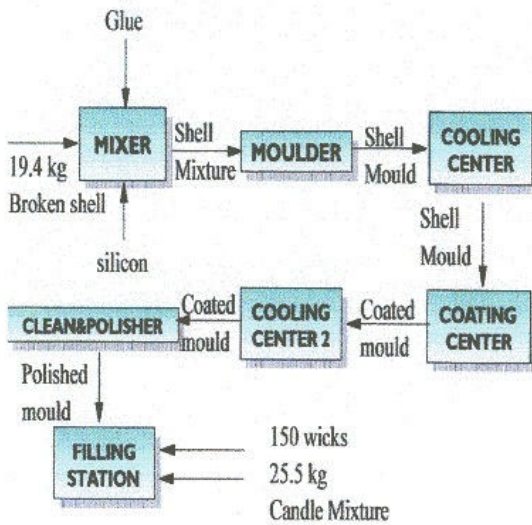 Glue
MIXER
19.4 kg
Broken shell
silicon
Shell
Mixture
MOULDER
Shell
Mould
COOLING
CENTER
Shell
Mould
COATING
CENTER
Coated
mould
COOLING
CENTER 2
Coated
mould
CLEAN&POLISHER
Polished
mould
FILLING
STATION
150 wicks
25.5 kg
Candle Mixture